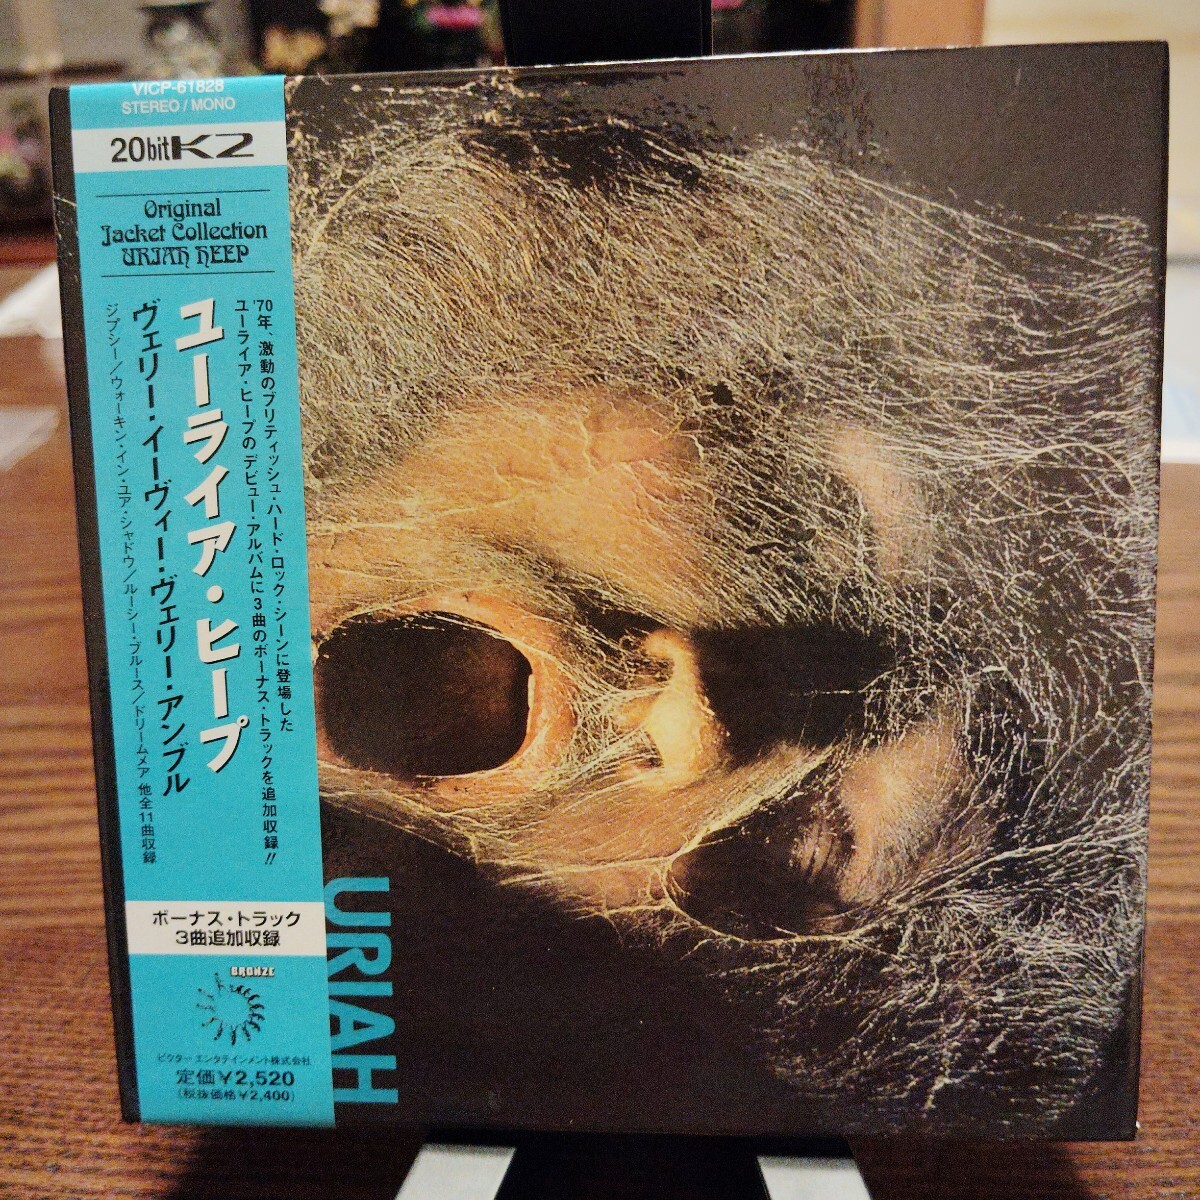 VICP-61828
STEREO / MONO
20bit K2
Original
Jacket Collection
URIAH HEEP
'70年、激動のブリティッシュ・ハード・ロック・シーンに登場した
ユーライア・ヒープのデビュー・アルバムに3曲のボーナス・トラックを追加収録!!
ユーライア・ヒープ
ヴェリー・イーヴィー・ヴェリー・アンブル
ジプシー/ウォーキン・イン・ユア・シャドウ/ルーシー・ブルース/ドリームメア 他全11曲収録
ボーナス・トラック
3曲追加収録
BRONZE
ビクター エンタテインメント株式会社
定価¥2,520
(税抜価格¥2,400)
URIAH